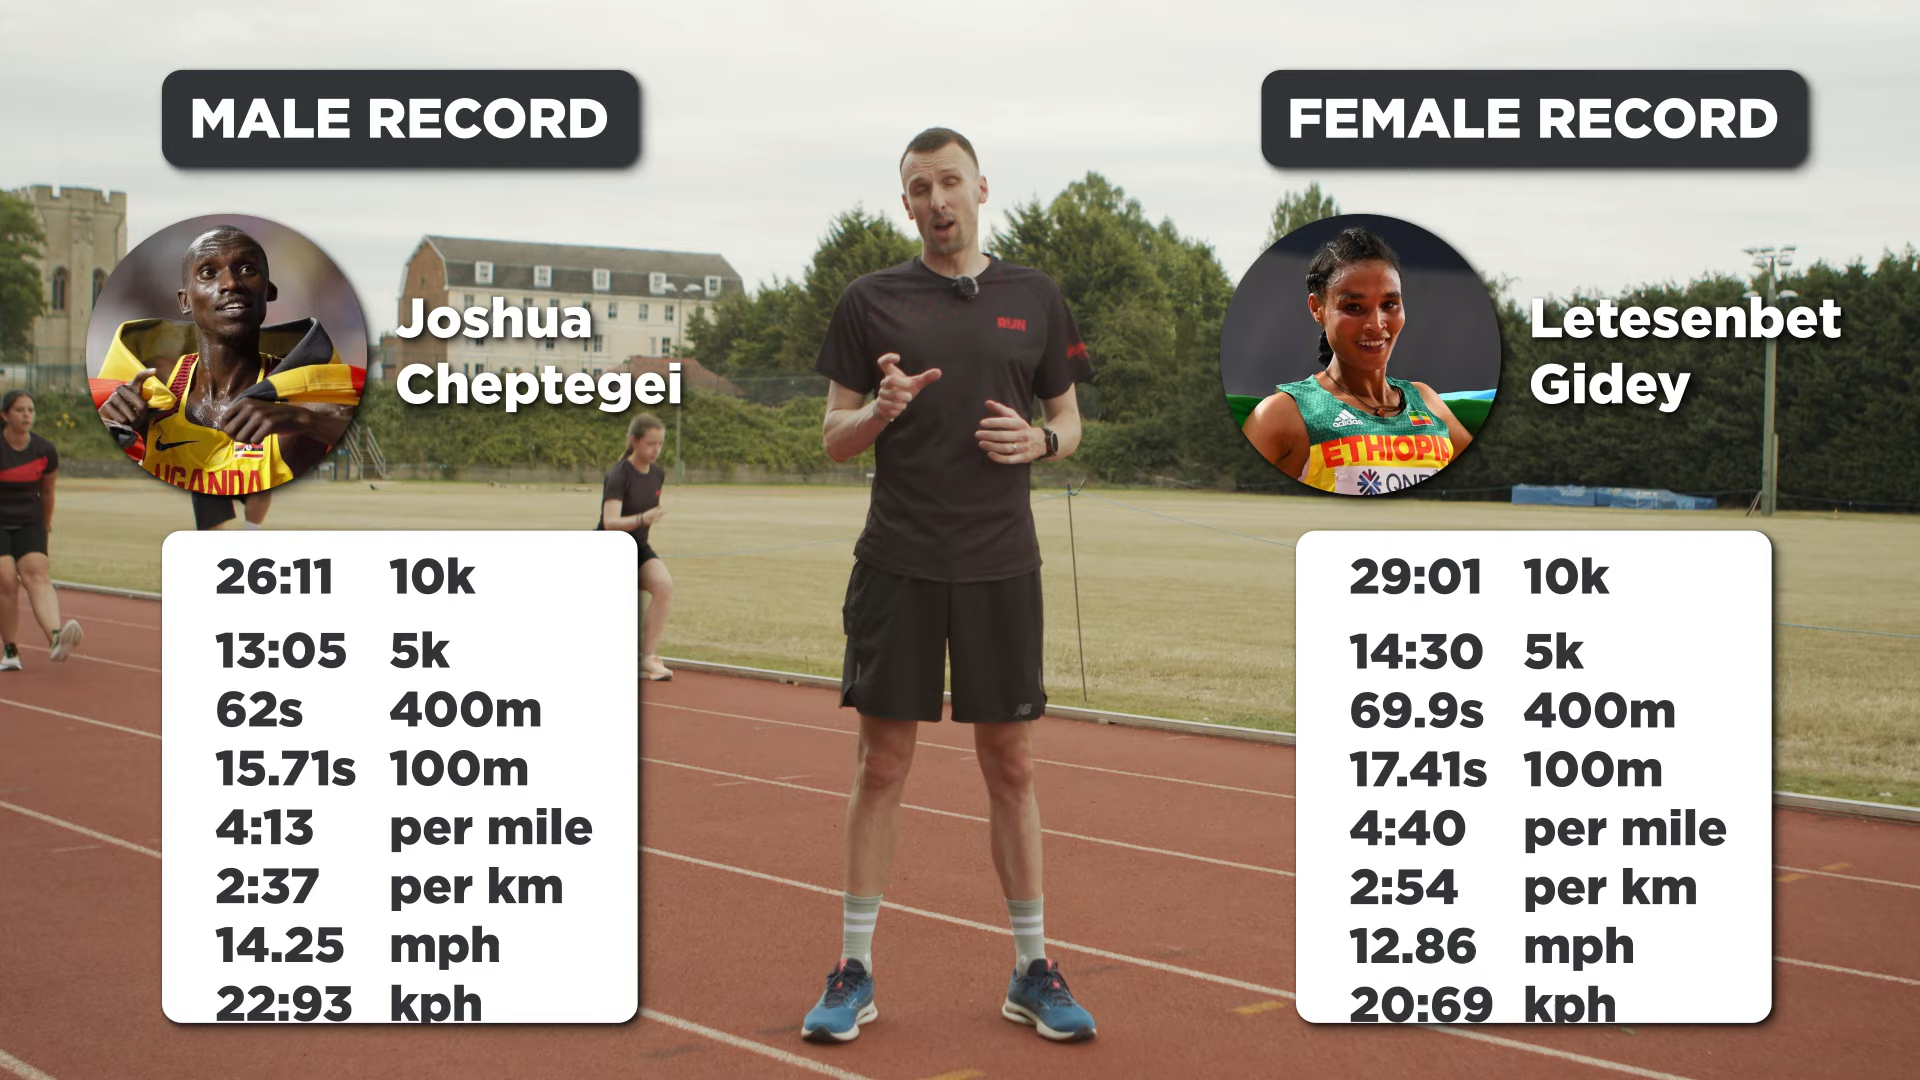 MALE RECORD
Joshua
Cheptegei
UGANDA
26:11 10k
13:05 5k
62s 400m
15.71s 100m
4:13 per mile
2:37 per km
14.25 mph
22:93 kph
RUN
NB
FEMALE RECORD
Letesenbet
Gidey
adidas
ETHIOPIA
29:01 10k
14:30 5k
69.9s 400m
17.41s 100m
4:40 per mile
2:54 per km
12.86 mph
20:69 kph